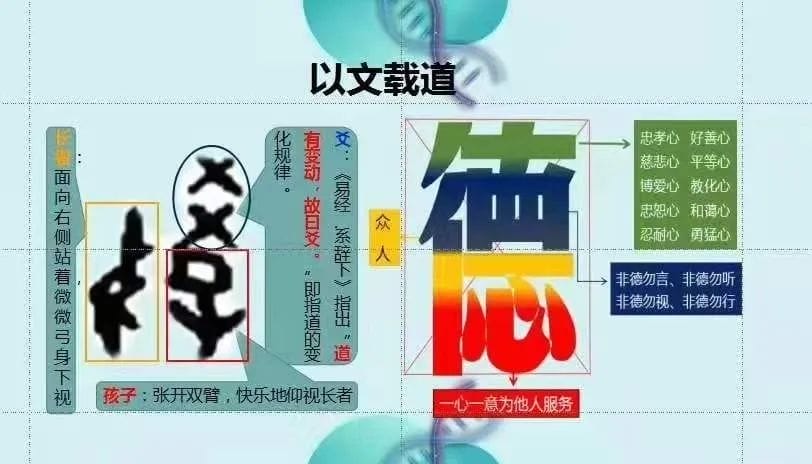 以文载道
长者：面向右侧站着，微微弓身下视
爻：《易经 系辞下》指出“道
有变动，故曰爻。”即指道的变
化规律。
孩子：张开双臂，快乐地仰视长者
众人
德
忠孝心 好善心
慈悲心 平等心
博爱心 教化心
忠恕心 和蔼心
忍耐心 勇猛心
非德勿言、非德勿听
非德勿视、非德勿行
一心一意为他人服务